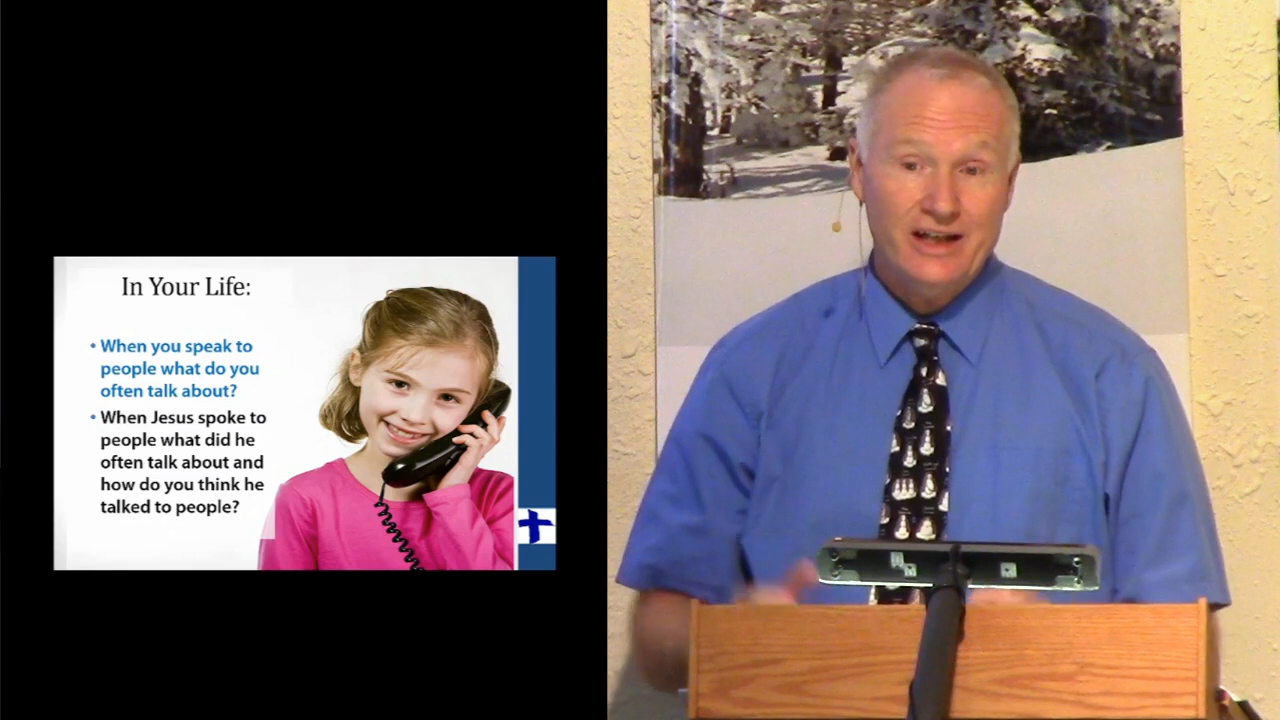 In Your Life:
• When you speak to
people what do you
often talk about?
• When Jesus spoke to
people what did he
often talk about and
how do you think he
talked to people?